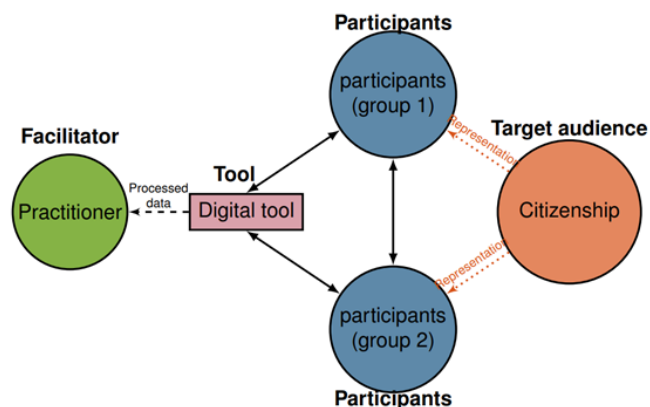 Participants
participants
(group 1)
Representation
Target audience
Facilitator
Tool
Processed
data
Practitioner
Digital tool
Citizenship
Representation
participants
(group 2)
Participants